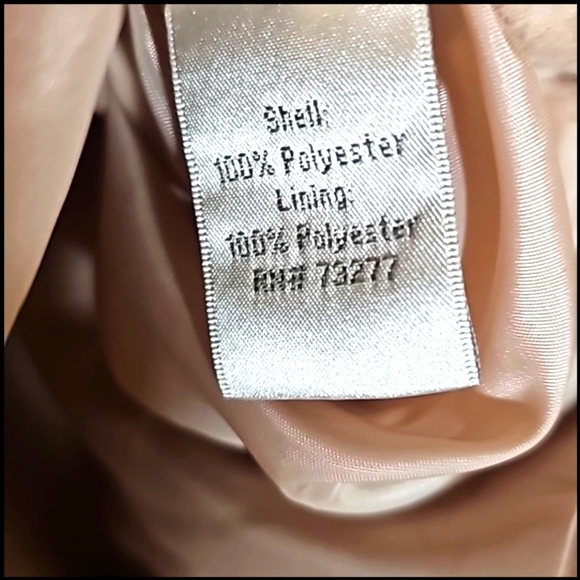 Shell:
100% Polyester
Lining:
100% Polyester
RN# 73277